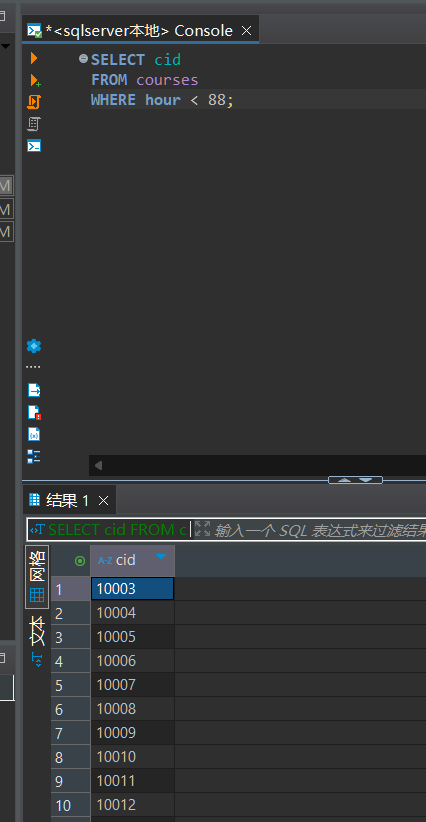 *<sqlserver本地> Console
SELECT cid
FROM courses
WHERE hour < 88;
M
M
M
结果 1
SELECT cid FROM c
输入一个 SQL 表达式来过滤结果
网格
文本
A-Z cid
1 10003
2 10004
3 10005
4 10006
5 10007
6 10008
7 10009
8 10010
9 10011
10 10012